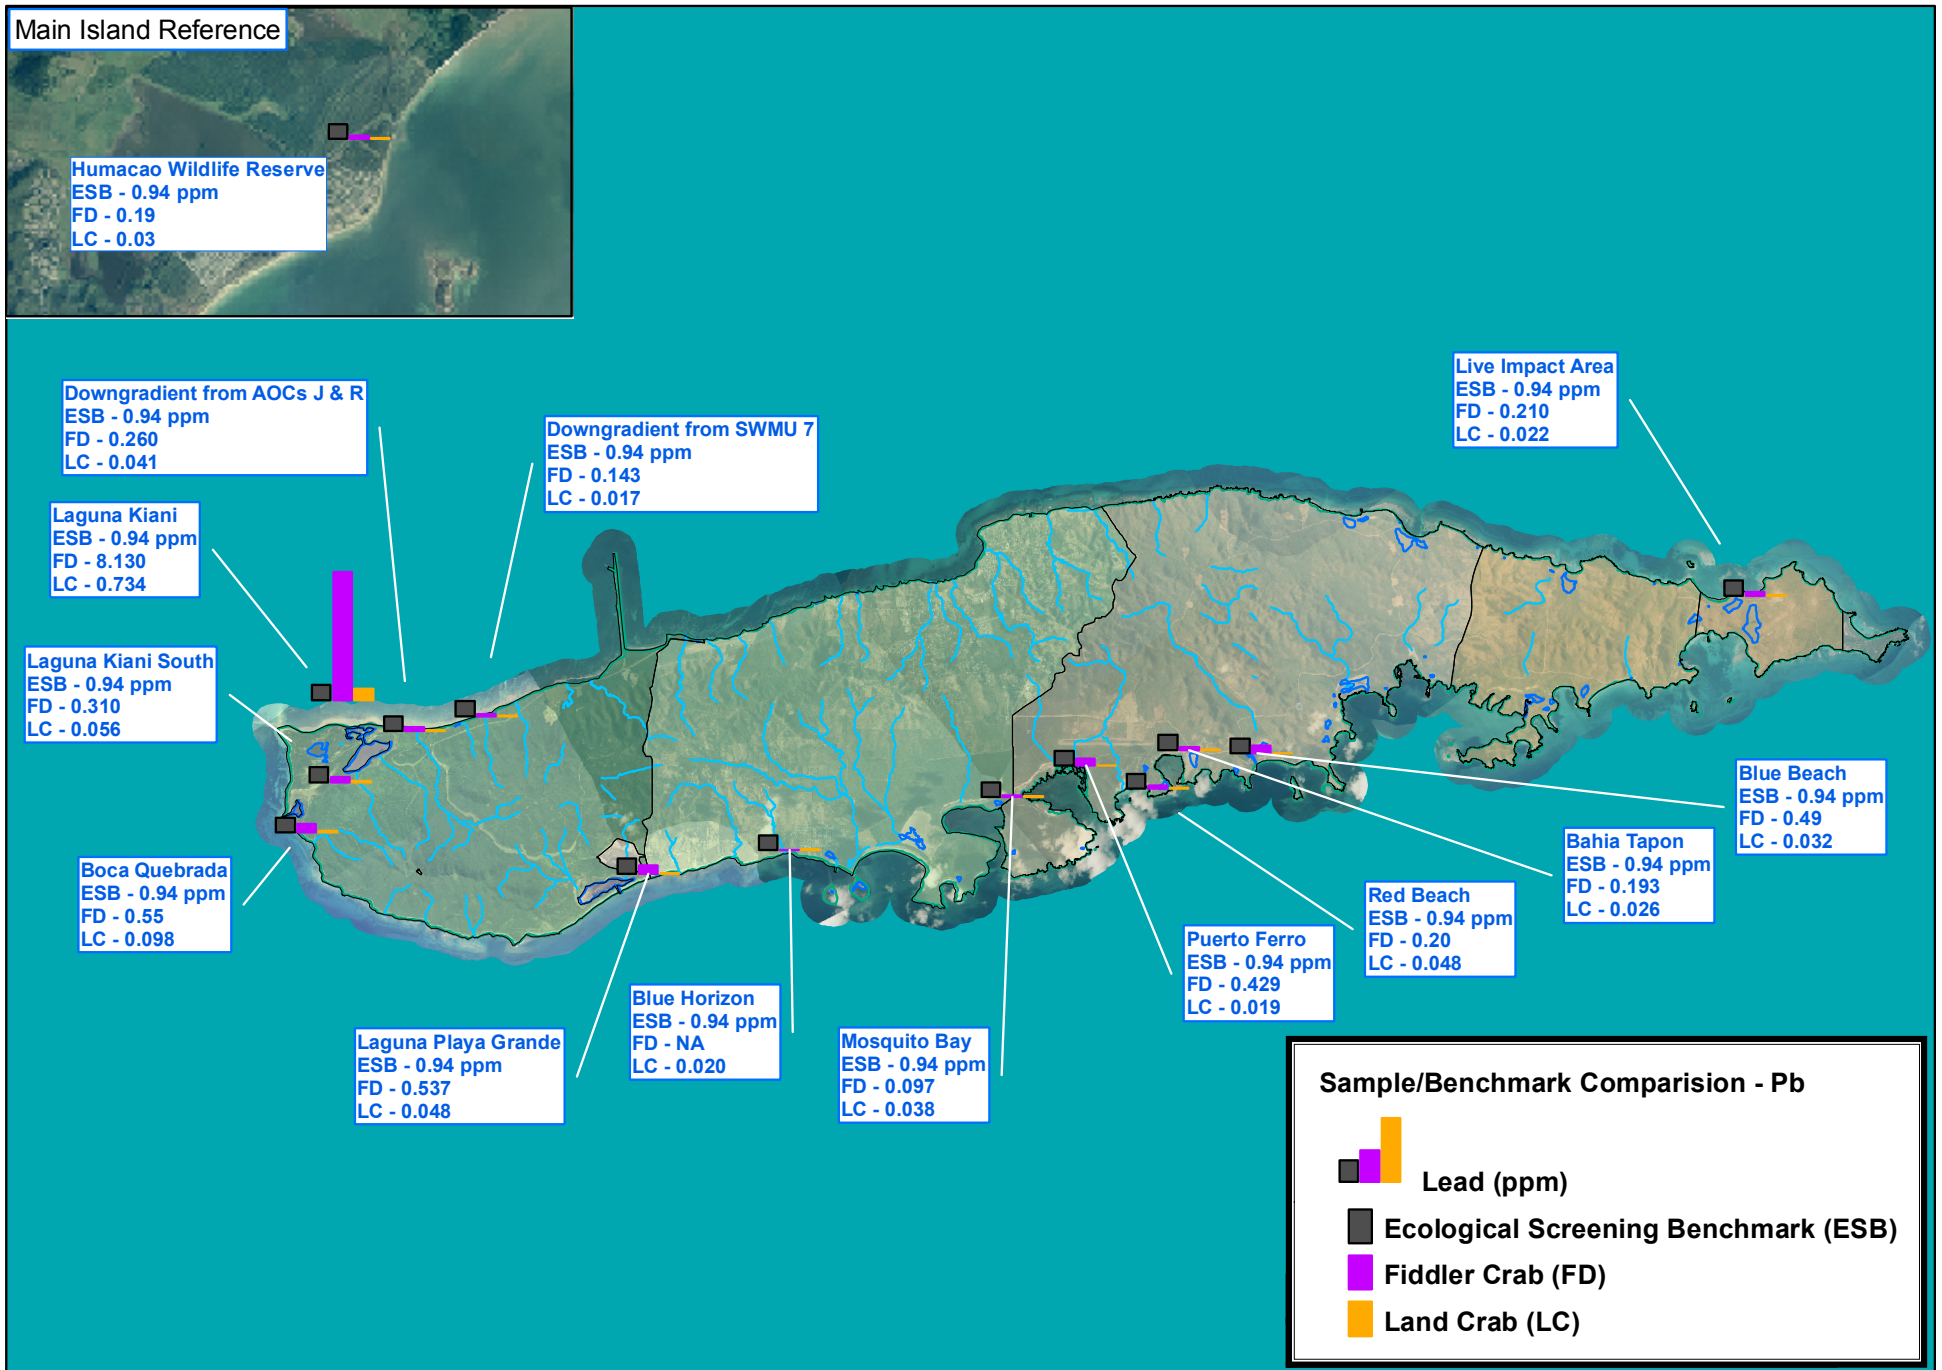 Main Island Reference
Humacao Wildlife Reserve
ESB - 0.94 ppm
FD - 0.19
LC - 0.03
Downgradient from AOCs J & R
ESB - 0.94 ppm
FD - 0.260
LC - 0.041
Downgradient from SWMU 7
ESB - 0.94 ppm
FD - 0.143
LC - 0.017
Live Impact Area
ESB - 0.94 ppm
FD - 0.210
LC - 0.022
Laguna Kiani
ESB - 0.94 ppm
FD - 8.130
LC - 0.734
Laguna Kiani South
ESB - 0.94 ppm
FD - 0.310
LC - 0.056
Boca Quebrada
ESB - 0.94 ppm
FD - 0.55
LC - 0.098
Laguna Playa Grande
ESB - 0.94 ppm
FD - 0.537
LC - 0.048
Blue Horizon
ESB - 0.94 ppm
FD - NA
LC - 0.020
Mosquito Bay
ESB - 0.94 ppm
FD - 0.097
LC - 0.038
Puerto Ferro
ESB - 0.94 ppm
FD - 0.429
LC - 0.019
Red Beach
ESB - 0.94 ppm
FD - 0.20
LC - 0.048
Bahia Tapon
ESB - 0.94 ppm
FD - 0.193
LC - 0.026
Blue Beach
ESB - 0.94 ppm
FD - 0.49
LC - 0.032
Sample/Benchmark Comparision - Pb
Lead (ppm)
Ecological Screening Benchmark (ESB)
Fiddler Crab (FD)
Land Crab (LC)